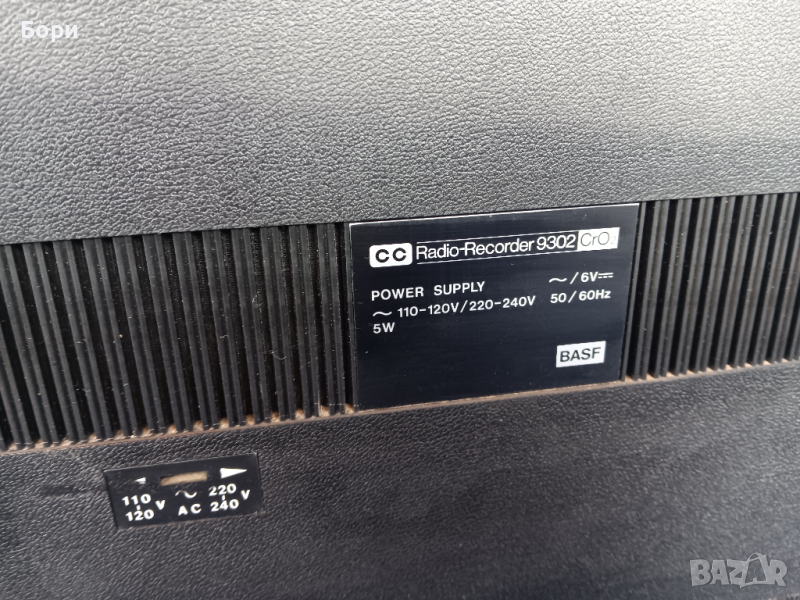 Бори
CC Radio-Recorder 9302 CrO₂
POWER SUPPLY ~/6V⎓
~ 110-120V/220-240V 50/60Hz
5W
BASF
110 ~ 220
V V
120 AC 240
BAZAR